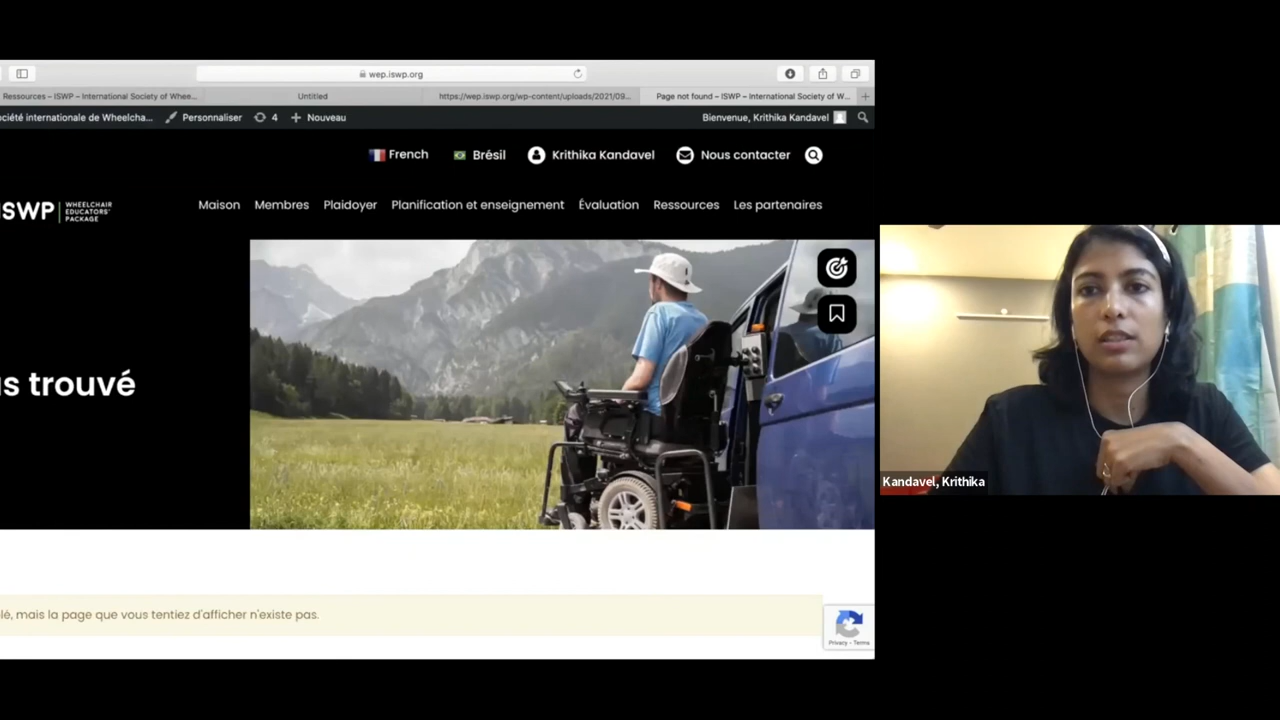 wep.iswp.org
Ressources – ISWP – International Society of Whee...
Untitled
https://wep.iswp.org/wp-content/uploads/2021/09...
Page not found – ISWP – International Society of W...
ociété internationale de Wheelcha...
Personnaliser
4
Nouveau
Bienvenue, Krithika Kandavel
French
Brésil
Krithika Kandavel
Nous contacter
iSWP
WHEELCHAIR
EDUCATORS'
PACKAGE
Maison
Membres
Plaidoyer
Planification et enseignement
Évaluation
Ressources
Les partenaires
s trouvé
lé, mais la page que vous tentiez d'afficher n'existe pas.
Privacy - Terms
Kandavel, Krithika